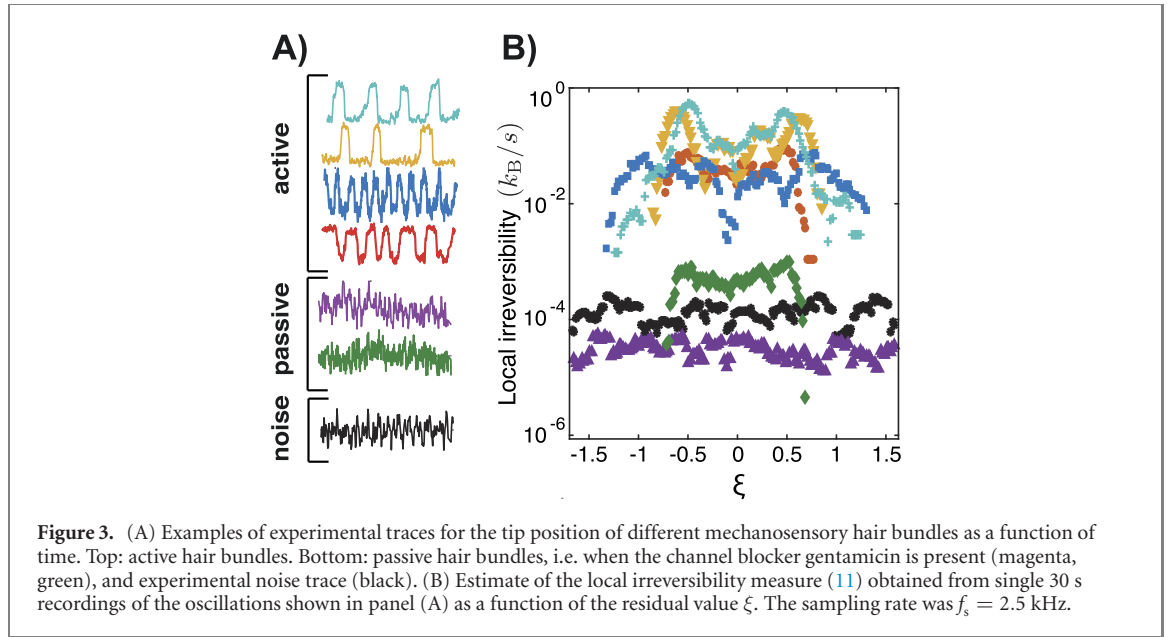 A)
B)
active
passive
noise
Local irreversibility (k_B/s)
10^0
10^-2
10^-4
10^-6
-1.5 -1 -0.5 0 0.5 1 1.5
ξ
Figure 3. (A) Examples of experimental traces for the tip position of different mechanosensory hair bundles as a function of
time. Top: active hair bundles. Bottom: passive hair bundles, i.e. when the channel blocker gentamicin is present (magenta,
green), and experimental noise trace (black). (B) Estimate of the local irreversibility measure (11) obtained from single 30 s
recordings of the oscillations shown in panel (A) as a function of the residual value ξ. The sampling rate was f_s = 2.5 kHz.